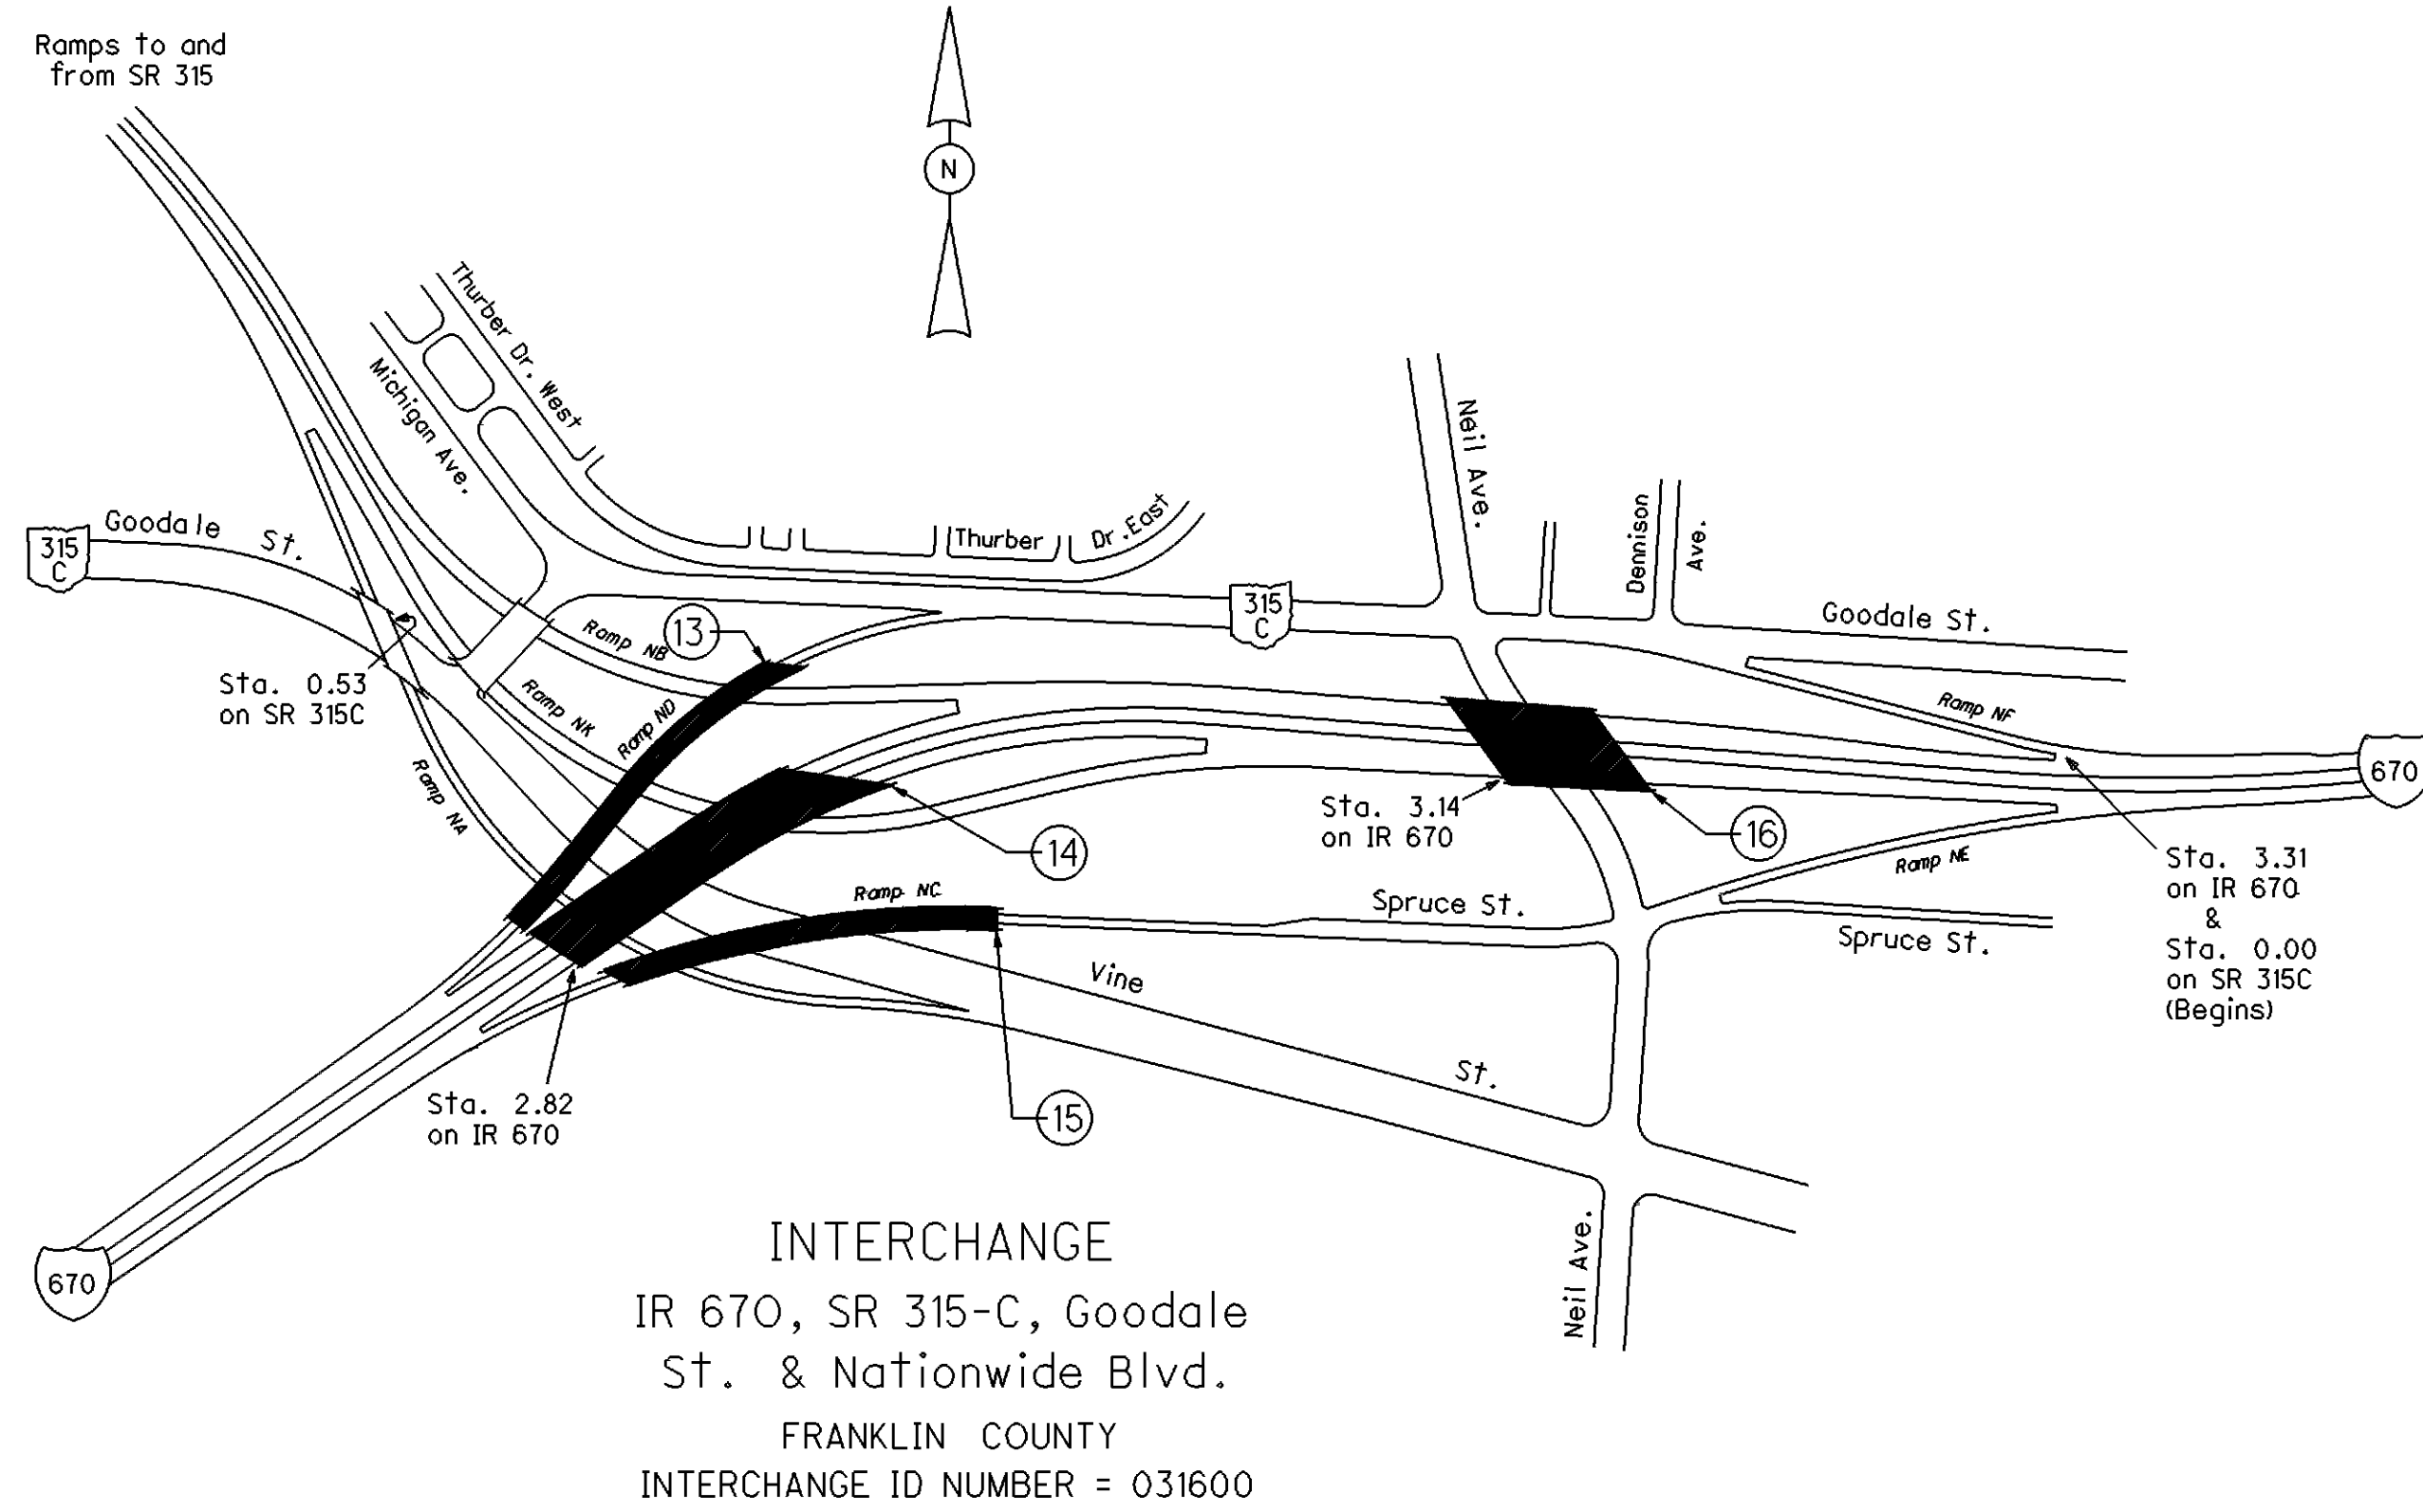 Ramps to and
from SR 315
N
Thurber Dr. West
Michigan Ave.
Neil Ave.
Dennison
Ave.
315
C
Goodale St.
Thurber
Dr. East
315
C
Goodale St.
13
Ramp NB
Ramp NK
Ramp ND
Ramp NA
Sta. 0.53
on SR 315C
Ramp NF
670
Sta. 3.14
on IR 670
16
14
Ramp NE
Sta. 3.31
on IR 670
&
Sta. 0.00
on SR 315C
(Begins)
Ramp NC
Spruce St.
Spruce St.
Vine
St.
Sta. 2.82
on IR 670
15
670
Neil Ave.
INTERCHANGE
IR 670, SR 315-C, Goodale
St. & Nationwide Blvd.
FRANKLIN COUNTY
INTERCHANGE ID NUMBER = 031600